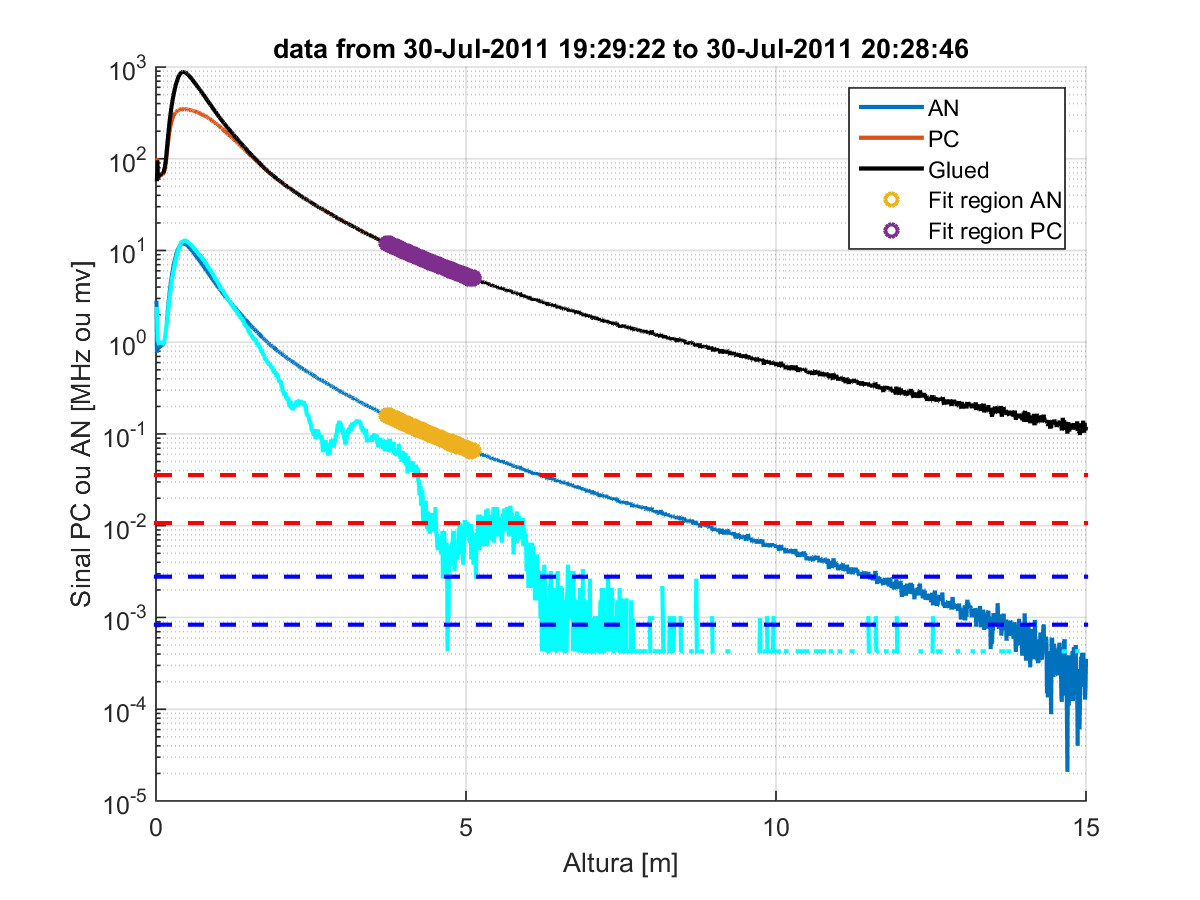 data from 30-Jul-2011 19:29:22 to 30-Jul-2011 20:28:46
Sinal PC ou AN [MHz ou mv]
10^3
10^2
10^1
10^0
10^-1
10^-2
10^-3
10^-4
10^-5
AN
PC
Glued
Fit region AN
Fit region PC
0 5 10 15
Altura [m]